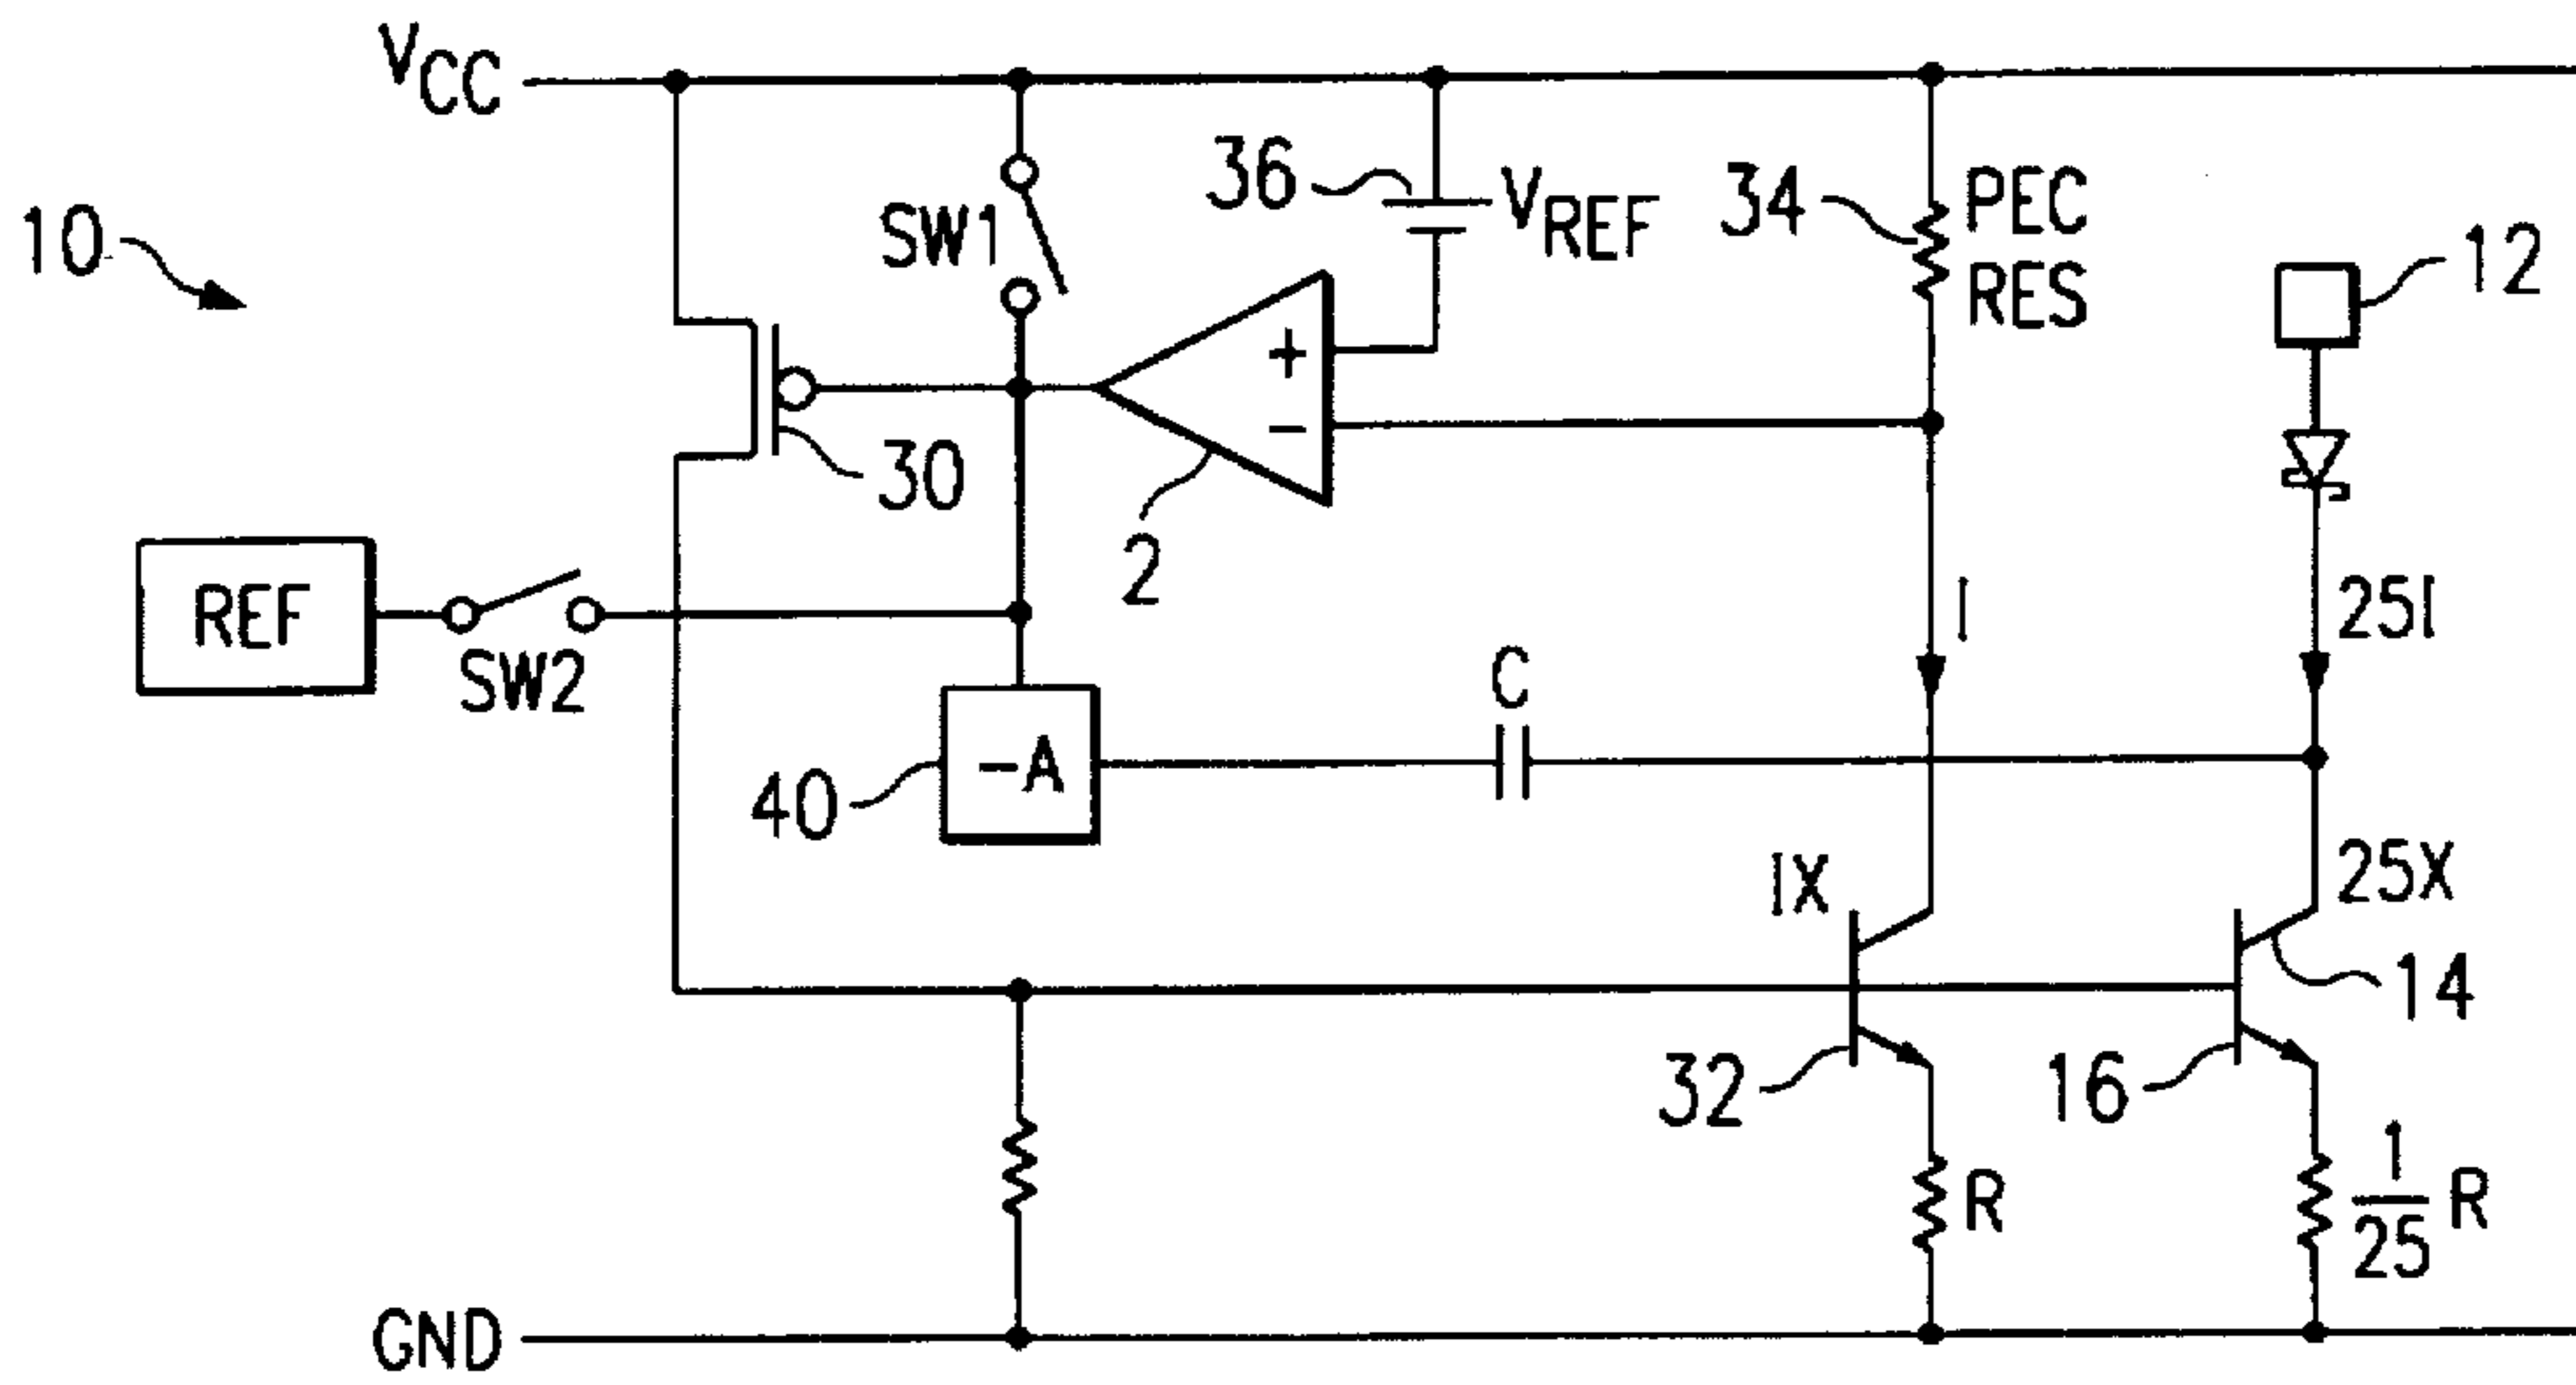 VCC
10
SW1
36
VREF
34
PEC
RES
12
+
−
30
2
REF
SW2
I
25I
C
-A
40
1X
25X
14
32
16
R
1/25 R
GND